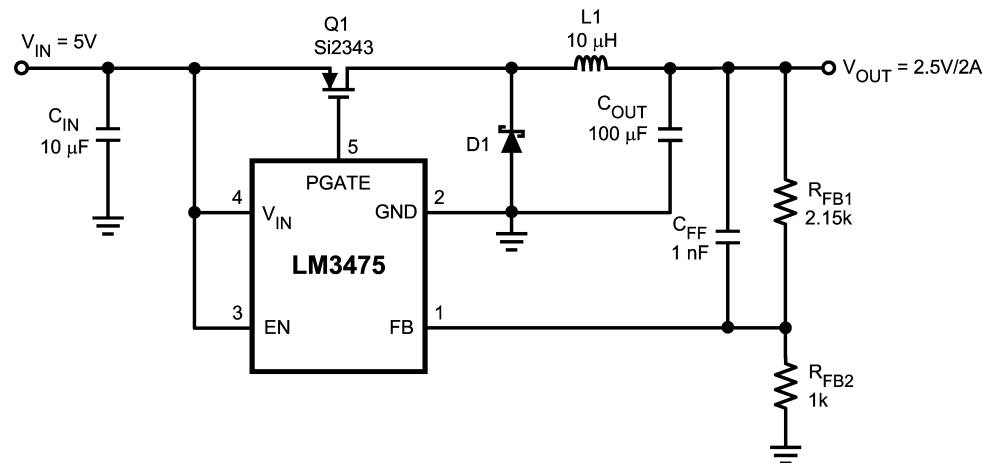 V_IN = 5V
Q1
Si2343
L1
10 μH
V_OUT = 2.5V/2A
C_IN
10 μF
5
PGATE
D1
C_OUT
100 μF
4
V_IN
GND
2
R_FB1
2.15k
C_FF
1 nF
LM3475
3
EN
FB
1
R_FB2
1k